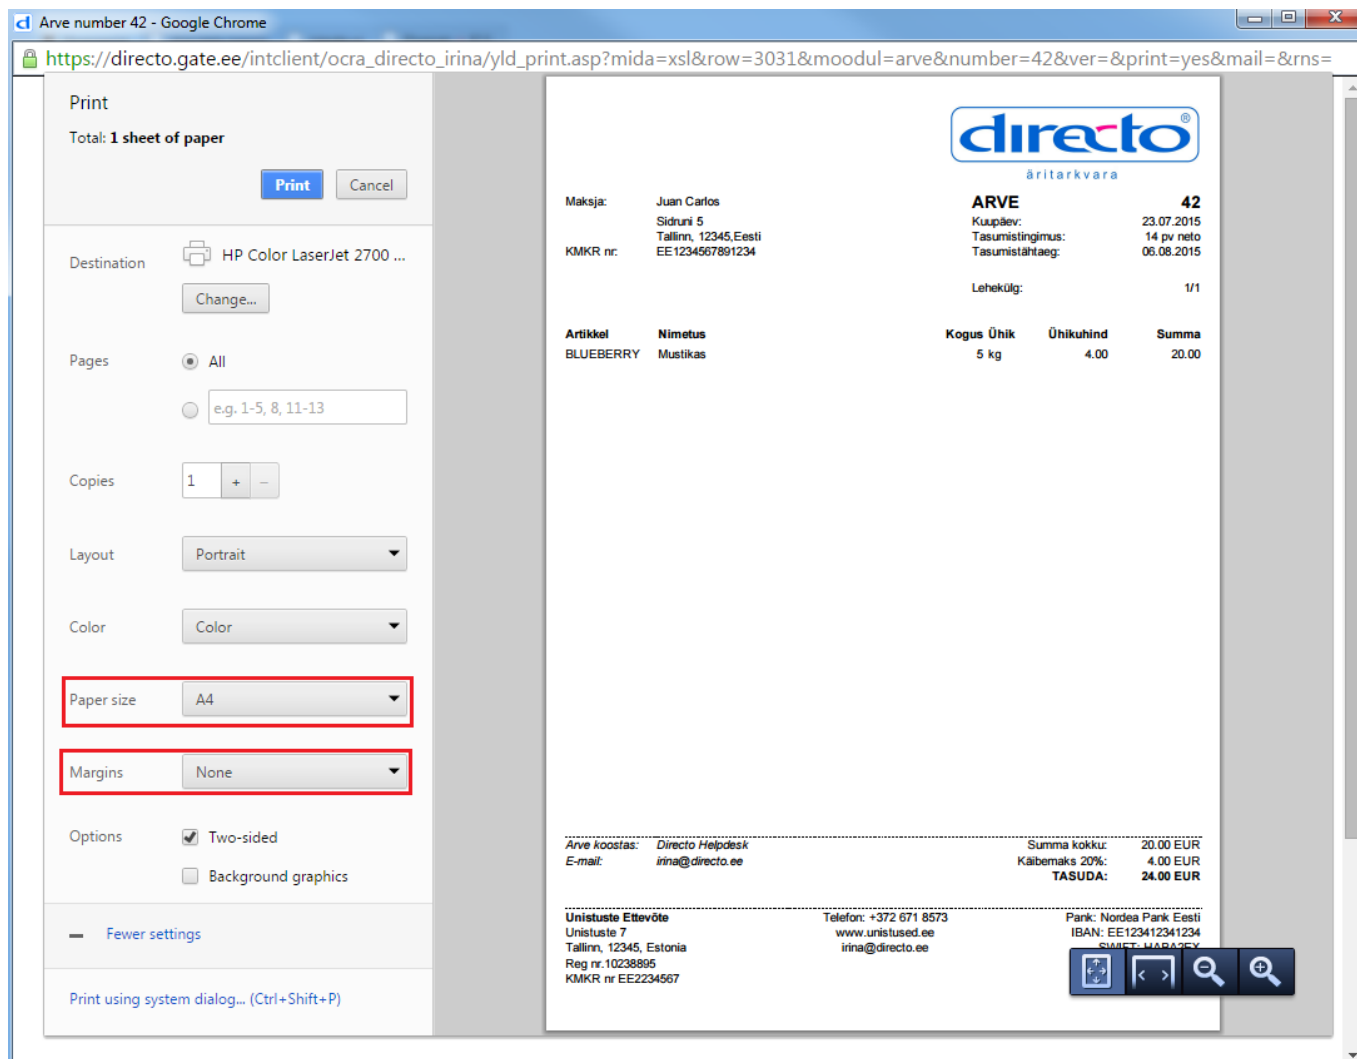 Arve number 42 - Google Chrome
https://directo.gate.ee/intclient/ocra_directo_irina/yld_print.asp?mida=xsl&row=3031&moodul=arve&number=42&ver=&print=yes&mail=&rns=
Print
Total: 1 sheet of paper
Print Cancel
Destination HP Color LaserJet 2700 ...
Change...
Pages All
e.g. 1-5, 8, 11-13
Copies 1 + -
Layout Portrait
Color Color
Paper size A4
Margins None
Options Two-sided
Background graphics
Fewer settings
Print using system dialog... (Ctrl+Shift+P)
directo®
äritarkvara
Maksja: Juan Carlos ARVE 42
Sidruni 5 Kuupäev: 23.07.2015
Tallinn, 12345,Eesti Tasumistingimus: 14 pv neto
KMKR nr: EE1234567891234 Tasumistähtaeg: 06.08.2015
Lehekülg: 1/1
Artikkel Nimetus Kogus Ühik Ühikuhind Summa
BLUEBERRY Mustikas 5 kg 4.00 20.00
Arve koostas: Directo Helpdesk Summa kokku: 20.00 EUR
E-mail: irina@directo.ee Käibemaks 20%: 4.00 EUR
TASUDA: 24.00 EUR
Unistuste Ettevõte Telefon: +372 671 8573 Pank: Nordea Pank Eesti
Unistuste 7 www.unistused.ee IBAN: EE123412341234
Tallinn, 12345, Estonia irina@directo.ee SWIFT: HABA2EX
Reg nr.10238895
KMKR nr EE2234567